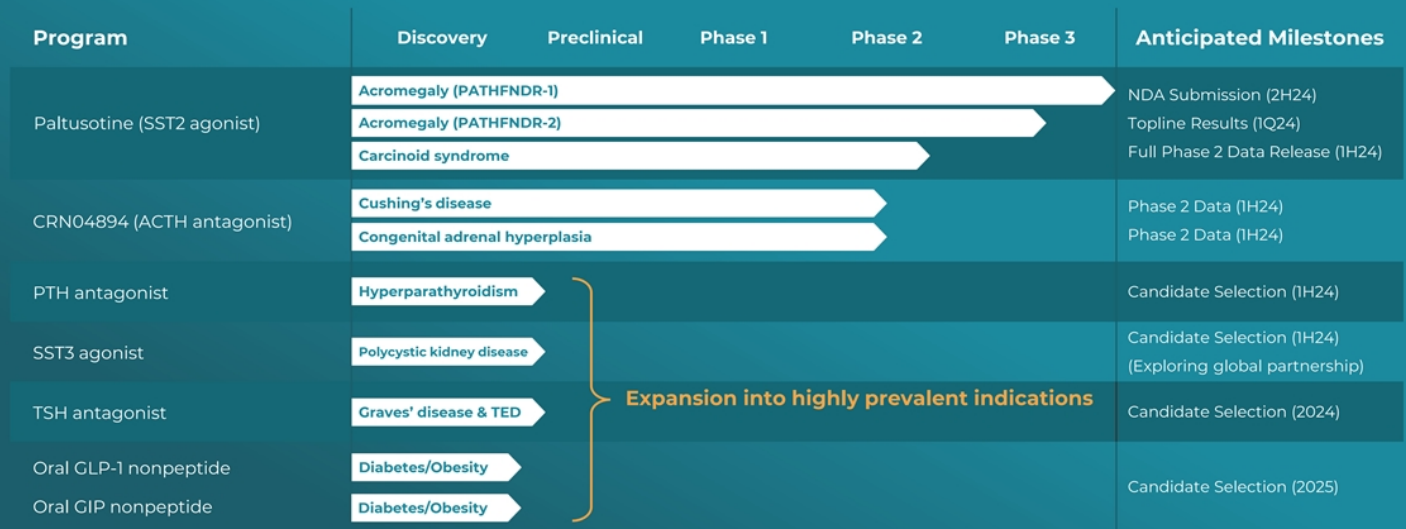 Program Discovery Preclinical Phase 1 Phase 2 Phase 3 Anticipated Milestones
Paltusotine (SST2 agonist)
Acromegaly (PATHFNDR-1)
Acromegaly (PATHFNDR-2)
Carcinoid syndrome
NDA Submission (2H24)
Topline Results (1Q24)
Full Phase 2 Data Release (1H24)
CRN04894 (ACTH antagonist)
Cushing's disease
Congenital adrenal hyperplasia
Phase 2 Data (1H24)
Phase 2 Data (1H24)
PTH antagonist
Hyperparathyroidism
Candidate Selection (1H24)
SST3 agonist
Polycystic kidney disease
Candidate Selection (1H24)
(Exploring global partnership)
TSH antagonist
Graves' disease & TED
Candidate Selection (2024)
Oral GLP-1 nonpeptide
Diabetes/Obesity
Oral GIP nonpeptide
Diabetes/Obesity
Candidate Selection (2025)
Expansion into highly prevalent indications